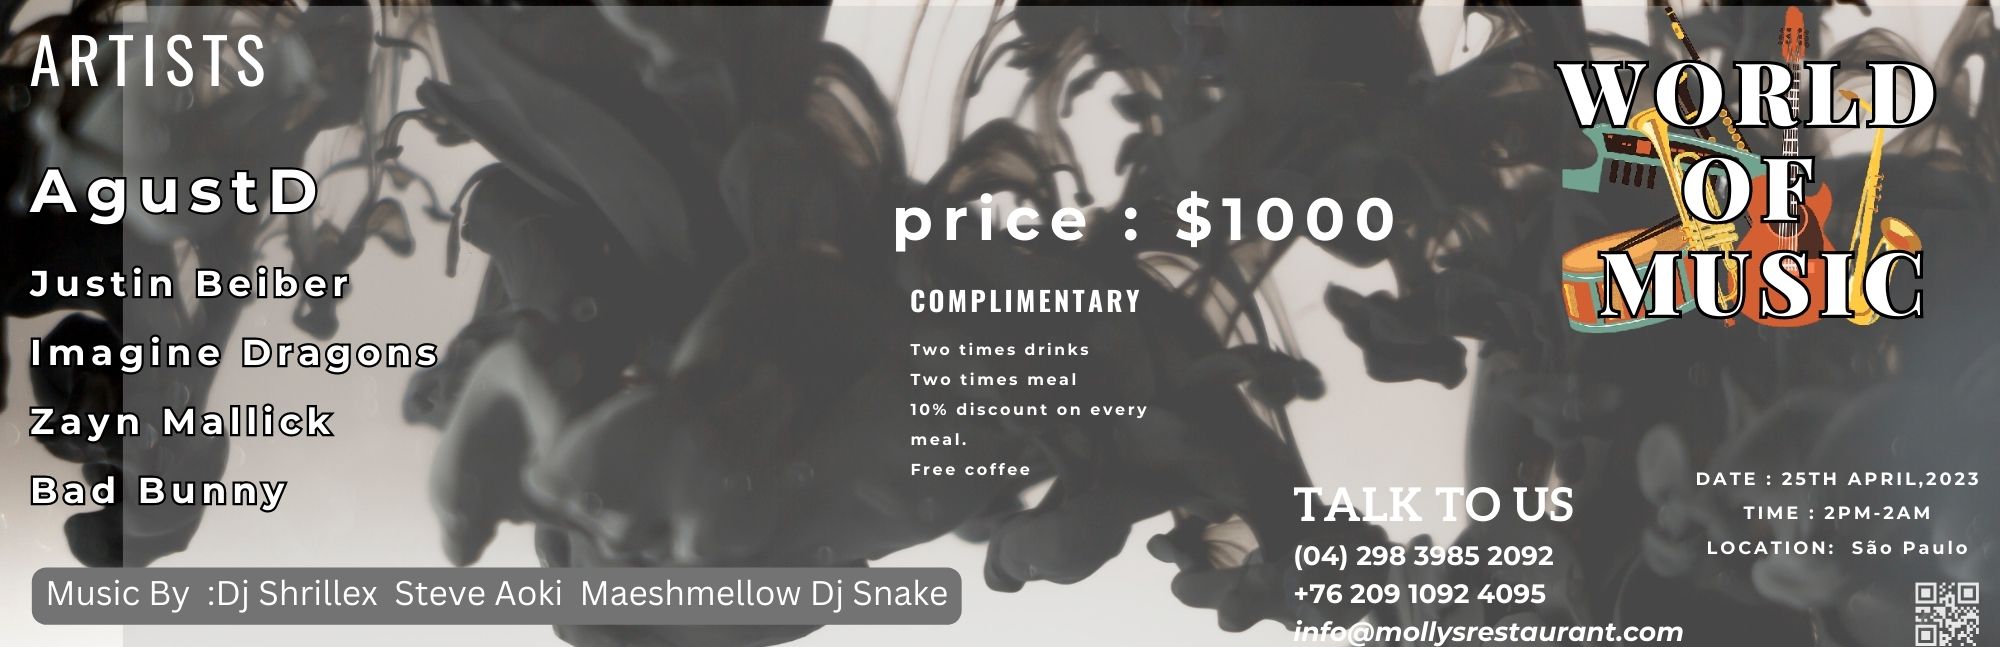 ARTISTS
AgustD
Justin Beiber
Imagine Dragons
Zayn Mallick
Bad Bunny
Music By  :Dj Shrillex  Steve Aoki  Maeshmellow Dj Snake
price : $1000
COMPLIMENTARY
Two times drinks
Two times meal
10% discount on every
meal.
Free coffee
TALK TO US
(04) 298 3985 2092
+76 209 1092 4095
info@mollysrestaurant.com
WORLD
OF
MUSIC
DATE : 25TH APRIL,2023
TIME : 2PM-2AM
LOCATION:  São Paulo